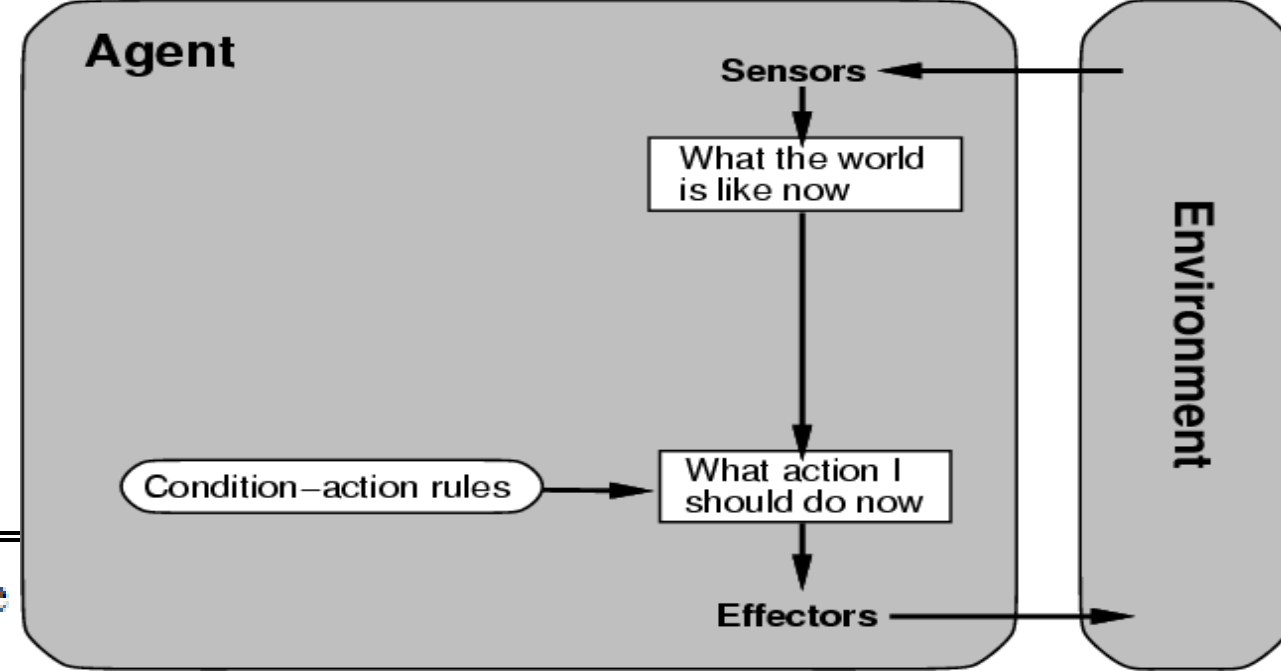 Agent
Sensors
What the world
is like now
Environment
Condition–action rules
What action I
should do now
Effectors
e